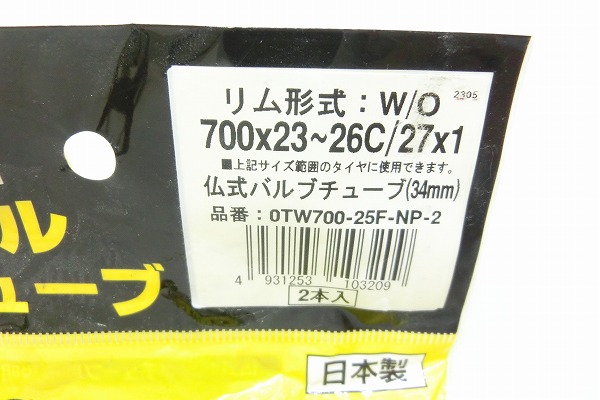 リム形式：W/O
2305
700x23~26C/27x1
■上記サイズ範囲のタイヤに使用できます。
仏式バルブチューブ(34mm)
品番：0TW700-25F-NP-2
4 931253 103209
2本入
ル
ューブ
日本製